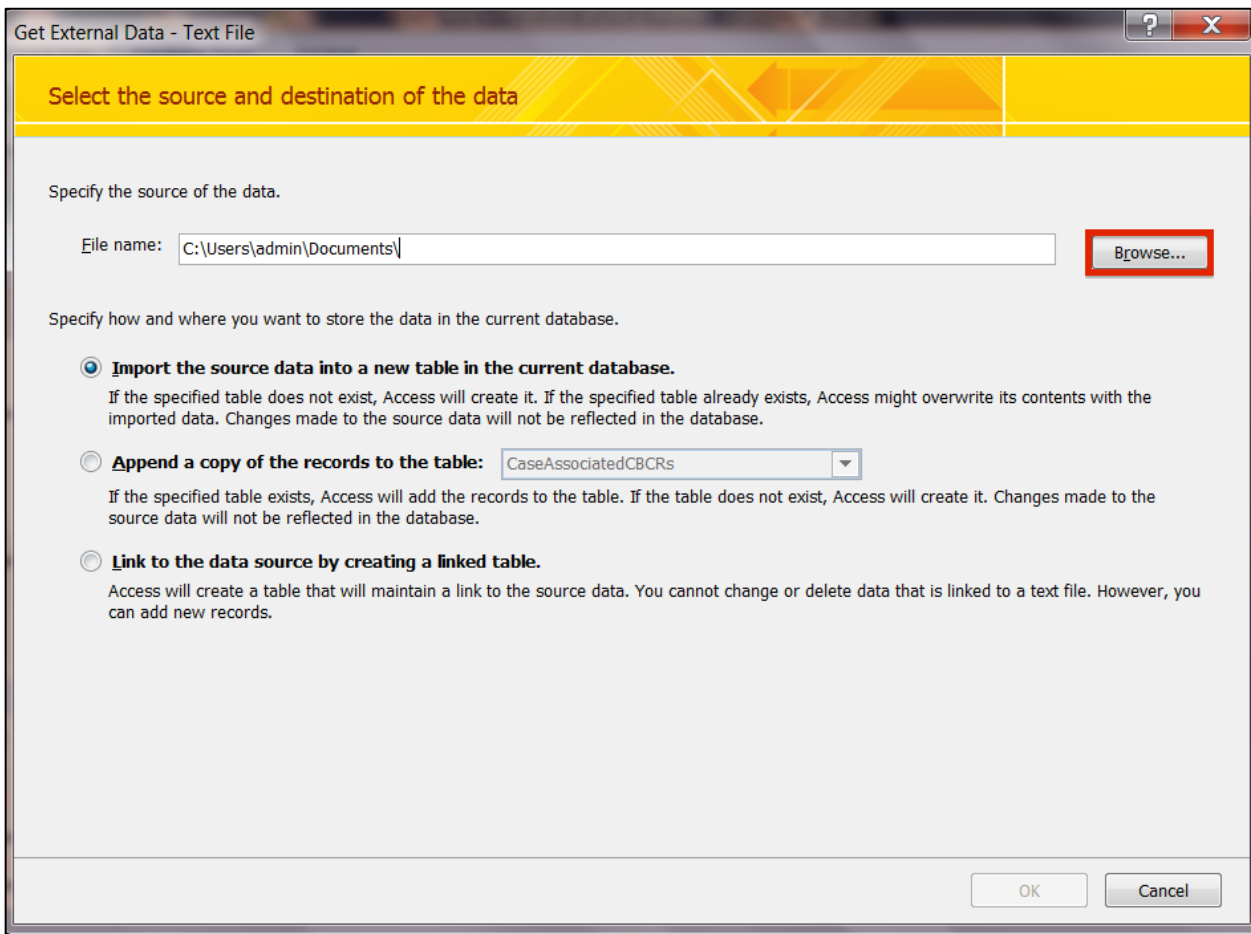 Get External Data - Text File
?
X
Select the source and destination of the data
Specify the source of the data.
File name: C:\Users\admin\Documents\ Browse...
Specify how and where you want to store the data in the current database.
Import the source data into a new table in the current database.
If the specified table does not exist, Access will create it. If the specified table already exists, Access might overwrite its contents with the
imported data. Changes made to the source data will not be reflected in the database.
Append a copy of the records to the table: CaseAssociatedCBCRs
If the specified table exists, Access will add the records to the table. If the table does not exist, Access will create it. Changes made to the
source data will not be reflected in the database.
Link to the data source by creating a linked table.
Access will create a table that will maintain a link to the source data. You cannot change or delete data that is linked to a text file. However, you
can add new records.
OK Cancel